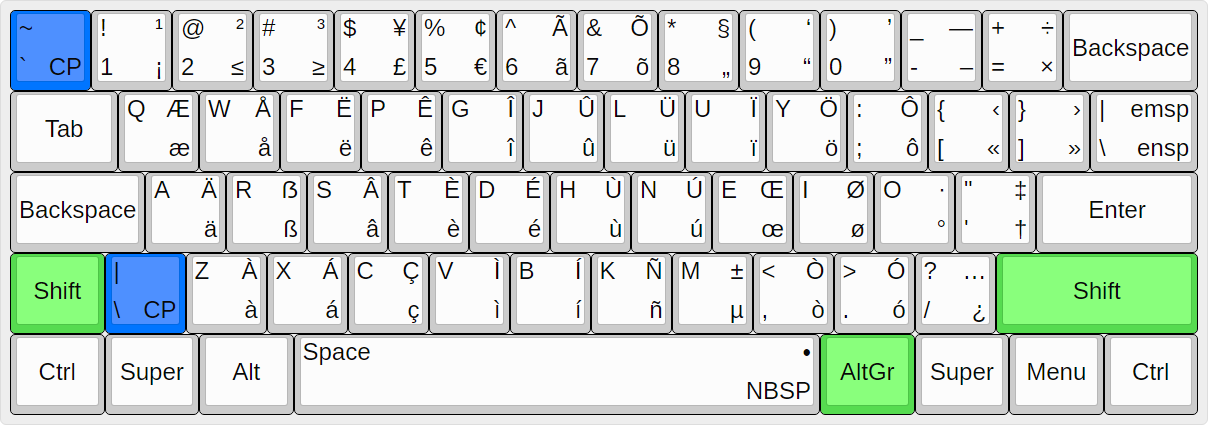 ~ ! ¹ @ ² # ³ $ ¥ % ¢ ^ Ã & Õ * § ( ‘ ) ’ _ — + ÷ Backspace
` CP 1 ¡ 2 ≤ 3 ≥ 4 £ 5 € 6 ã 7 õ 8 „ 9 “ 0 ” - – = ×
Tab Q Æ W Å F Ë P Ê G Î J Û L Ü U Ï Y Ö : Ô { ‹ } › | emsp
æ å ë ê î û ü ï ö ; ô [ « ] » \ ensp
Backspace A Ä R ẞ S Â T È D É H Ù N Ú E Œ I Ø O · " ‡ Enter
ä ß â è é ù ú œ ø ° ' †
Shift | Z À X Á C Ç V Ì B Í K Ñ M ± < Ò > Ó ? … Shift
\ CP à á ç ì í ñ µ , ò . ó / ¿
Ctrl Super Alt Space • AltGr Super Menu Ctrl
NBSP